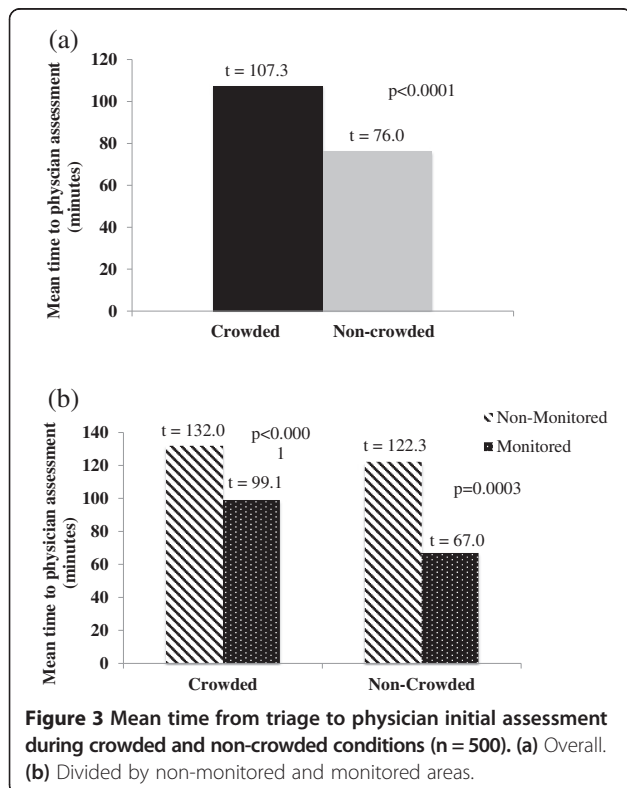 (a)
120
100
80
60
40
20
0
Mean time to physcian assessment
(minutes)
t = 107.3
p<0.0001
t = 76.0
Crowded Non-crowded
(b)
Non-Monitored
Monitored
140
120
100
80
60
40
20
0
Mean time to physician assessment
(minutes)
t = 132.0
p<0.000
1
t = 99.1
t = 122.3
p=0.0003
t = 67.0
Crowded Non-Crowded
Figure 3 Mean time from triage to physician initial assessment
during crowded and non-crowded conditions (n = 500). (a) Overall.
(b) Divided by non-monitored and monitored areas.